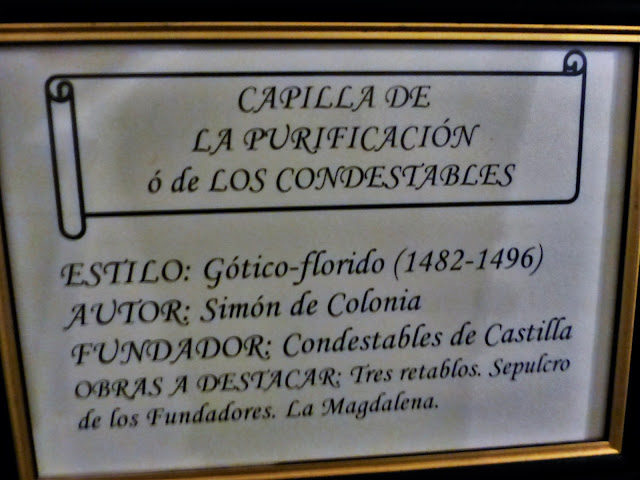 CAPILLA DE
LA PURIFICACIÓN
ó de LOS CONDESTABLES
ESTILO: Gótico-florido (1482-1496)
AUTOR: Simón de Colonia
FUNDADOR: Condestables de Castilla
OBRAS A DESTACAR: Tres retablos. Sepulcro
de los Fundadores. La Magdalena.